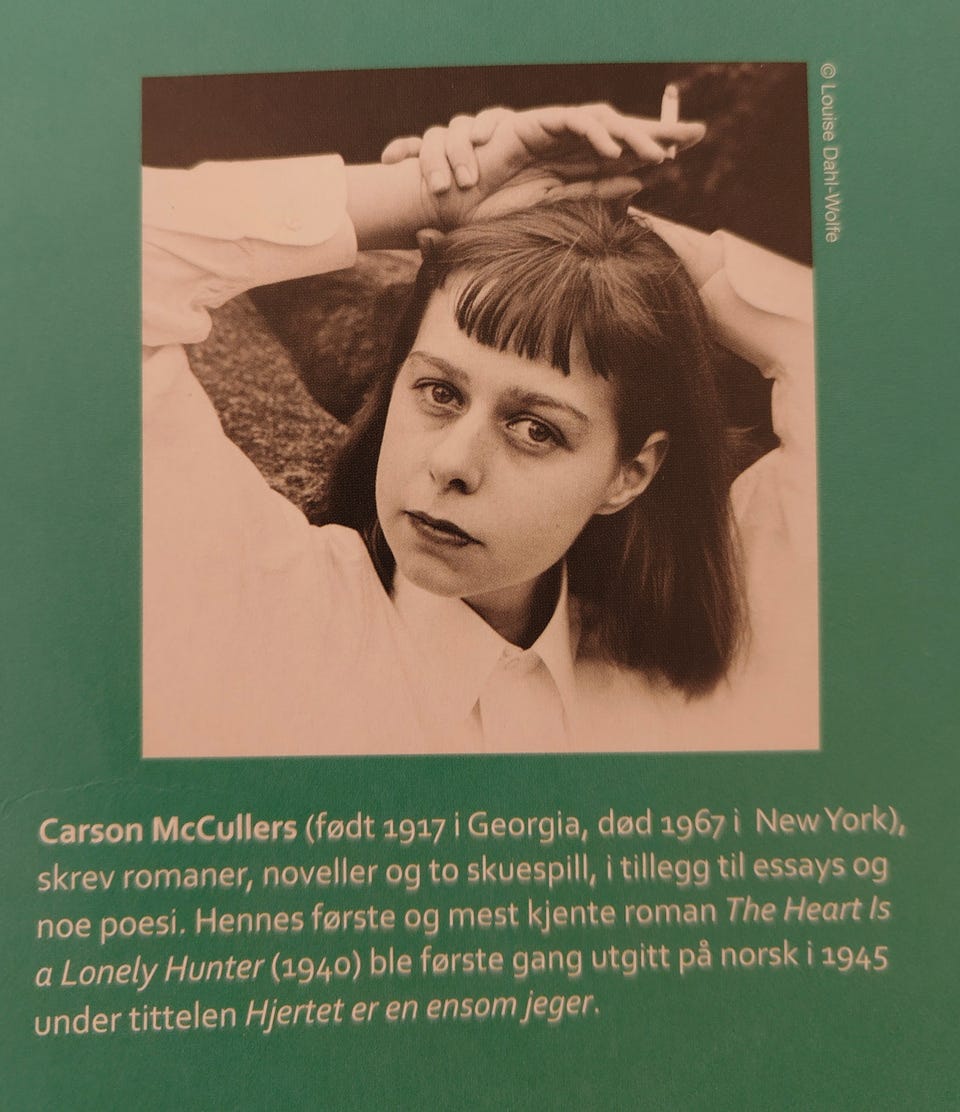 © Louise Dahl-Wolfe
Carson McCullers (født 1917 i Georgia, død 1967 i New York),
skrev romaner, noveller og to skuespill, i tillegg til essays og
noe poesi. Hennes første og mest kjente roman The Heart Is
a Lonely Hunter (1940) ble første gang utgitt på norsk i 1945
under tittelen Hjertet er en ensom jeger.